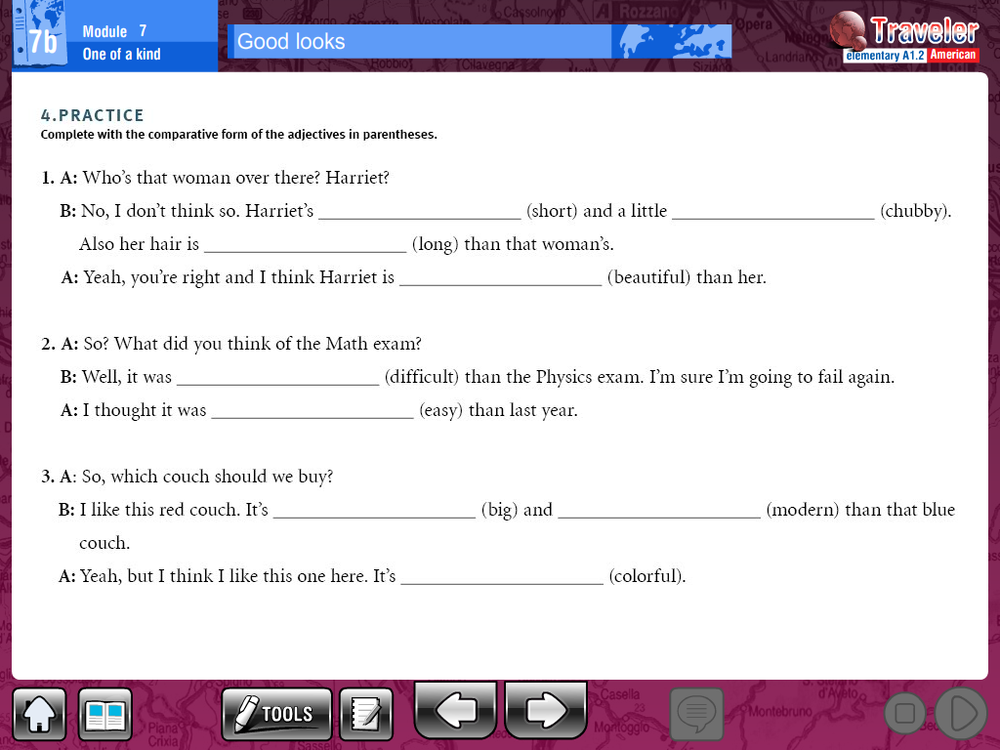 7b
Module 7
One of a kind
Good looks
Traveler
elementary A1.2 American
4.PRACTICE
Complete with the comparative form of the adjectives in parentheses.
1. A: Who's that woman over there? Harriet?
B: No, I don't think so. Harriet's ____________________ (short) and a little ____________________ (chubby).
Also her hair is ____________________ (long) than that woman's.
A: Yeah, you're right and I think Harriet is ____________________ (beautiful) than her.
2. A: So? What did you think of the Math exam?
B: Well, it was ____________________ (difficult) than the Physics exam. I'm sure I'm going to fail again.
A: I thought it was ____________________ (easy) than last year.
3. A: So, which couch should we buy?
B: I like this red couch. It's ____________________ (big) and ____________________ (modern) than that blue
couch.
A: Yeah, but I think I like this one here. It's ____________________ (colorful).
TOOLS